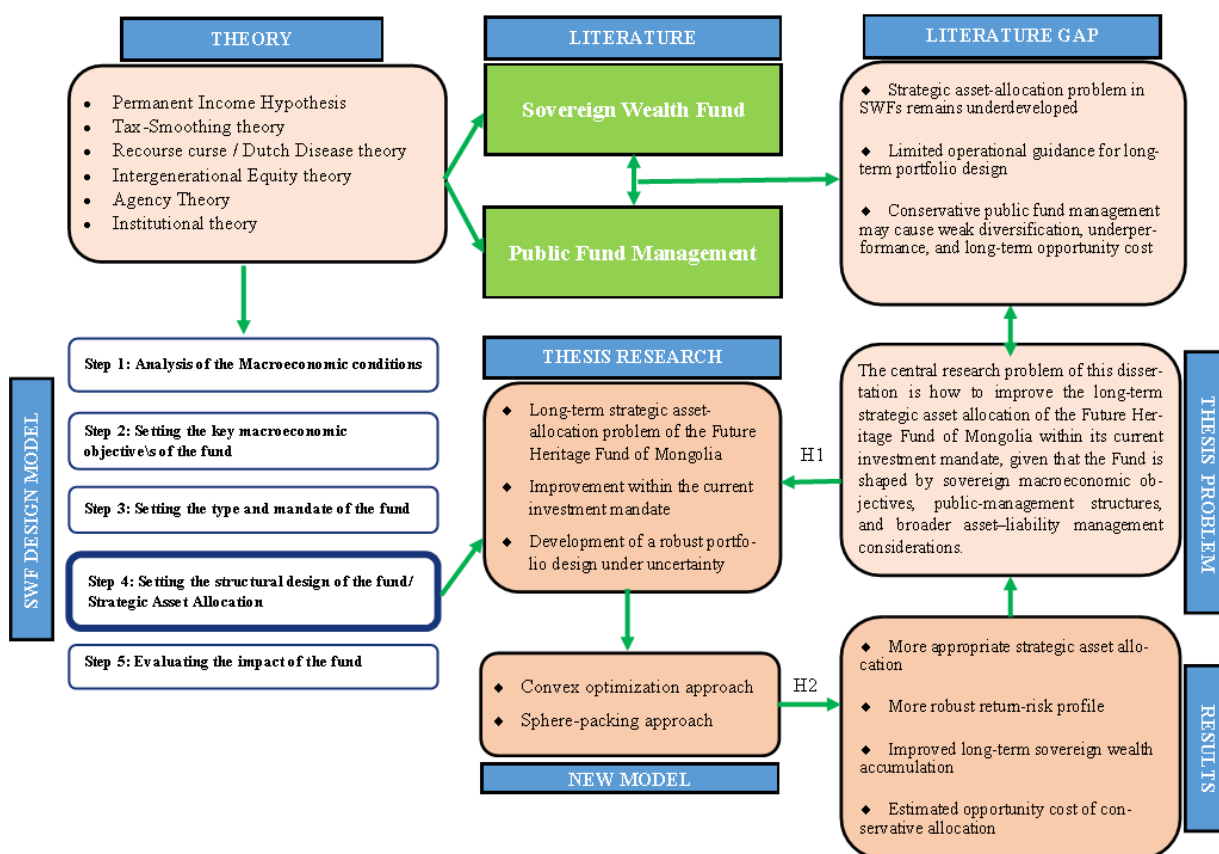 THEORY
Permanent Income Hypothesis
Tax-Smoothing theory
Recourse curse / Dutch Disease theory
Intergenerational Equity theory
Agency Theory
Institutional theory
LITERATURE
Sovereign Wealth Fund
Public Fund Management
LITERATURE GAP
Strategic asset-allocation problem in
SWFs remains underdeveloped
Limited operational guidance for long-
term portfolio design
Conservative public fund management
may cause weak diversification, underper-
formance, and long-term opportunity cost
SWF DESIGN MODEL
Step 1: Analysis of the Macroeconomic conditions
Step 2: Setting the key macroeconomic
objective\s of the fund
Step 3: Setting the type and mandate of the fund
Step 4: Setting the structural design of the fund/
Strategic Asset Allocation
Step 5: Evaluating the impact of the fund
THESIS RESEARCH
Long-term strategic asset-
allocation problem of the Future
Heritage Fund of Mongolia
Improvement within the current
investment mandate
Development of a robust portfo-
lio design under uncertainty
H1
The central research problem of this disser-
tation is how to improve the long-term
strategic asset allocation of the Future Her-
itage Fund of Mongolia within its current
investment mandate, given that the Fund is
shaped by sovereign macroeconomic ob-
jectives, public-management structures,
and broader asset–liability management
considerations.
THESIS PROBLEM
Convex optimization approach
Sphere-packing approach
NEW MODEL
H2
More appropriate strategic asset allo-
cation
More robust return-risk profile
Improved long-term sovereign wealth
accumulation
Estimated opportunity cost of con-
servative allocation
RESULTS